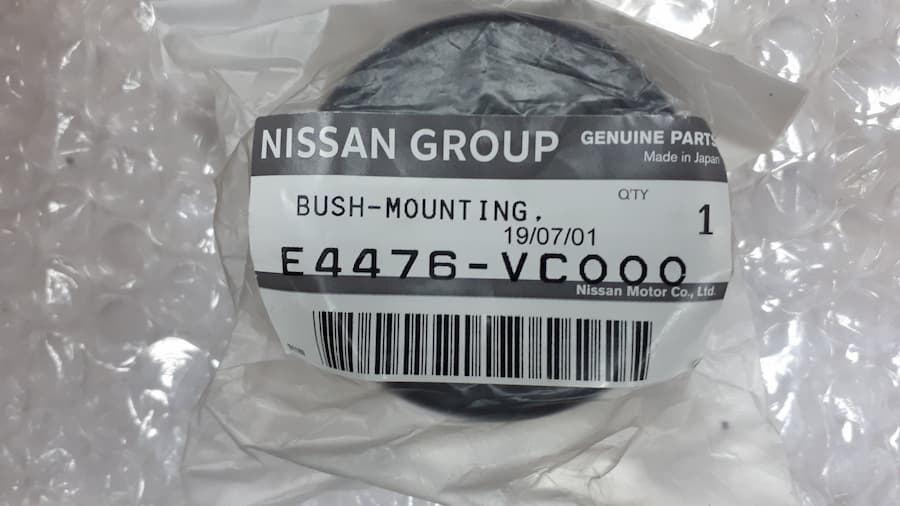 NISSAN GROUP
GENUINE PARTS
Made in Japan
Q'TY
BUSH-MOUNTING.
1
19/07/01
E4476-VC000
Nissan Motor Co., Ltd.